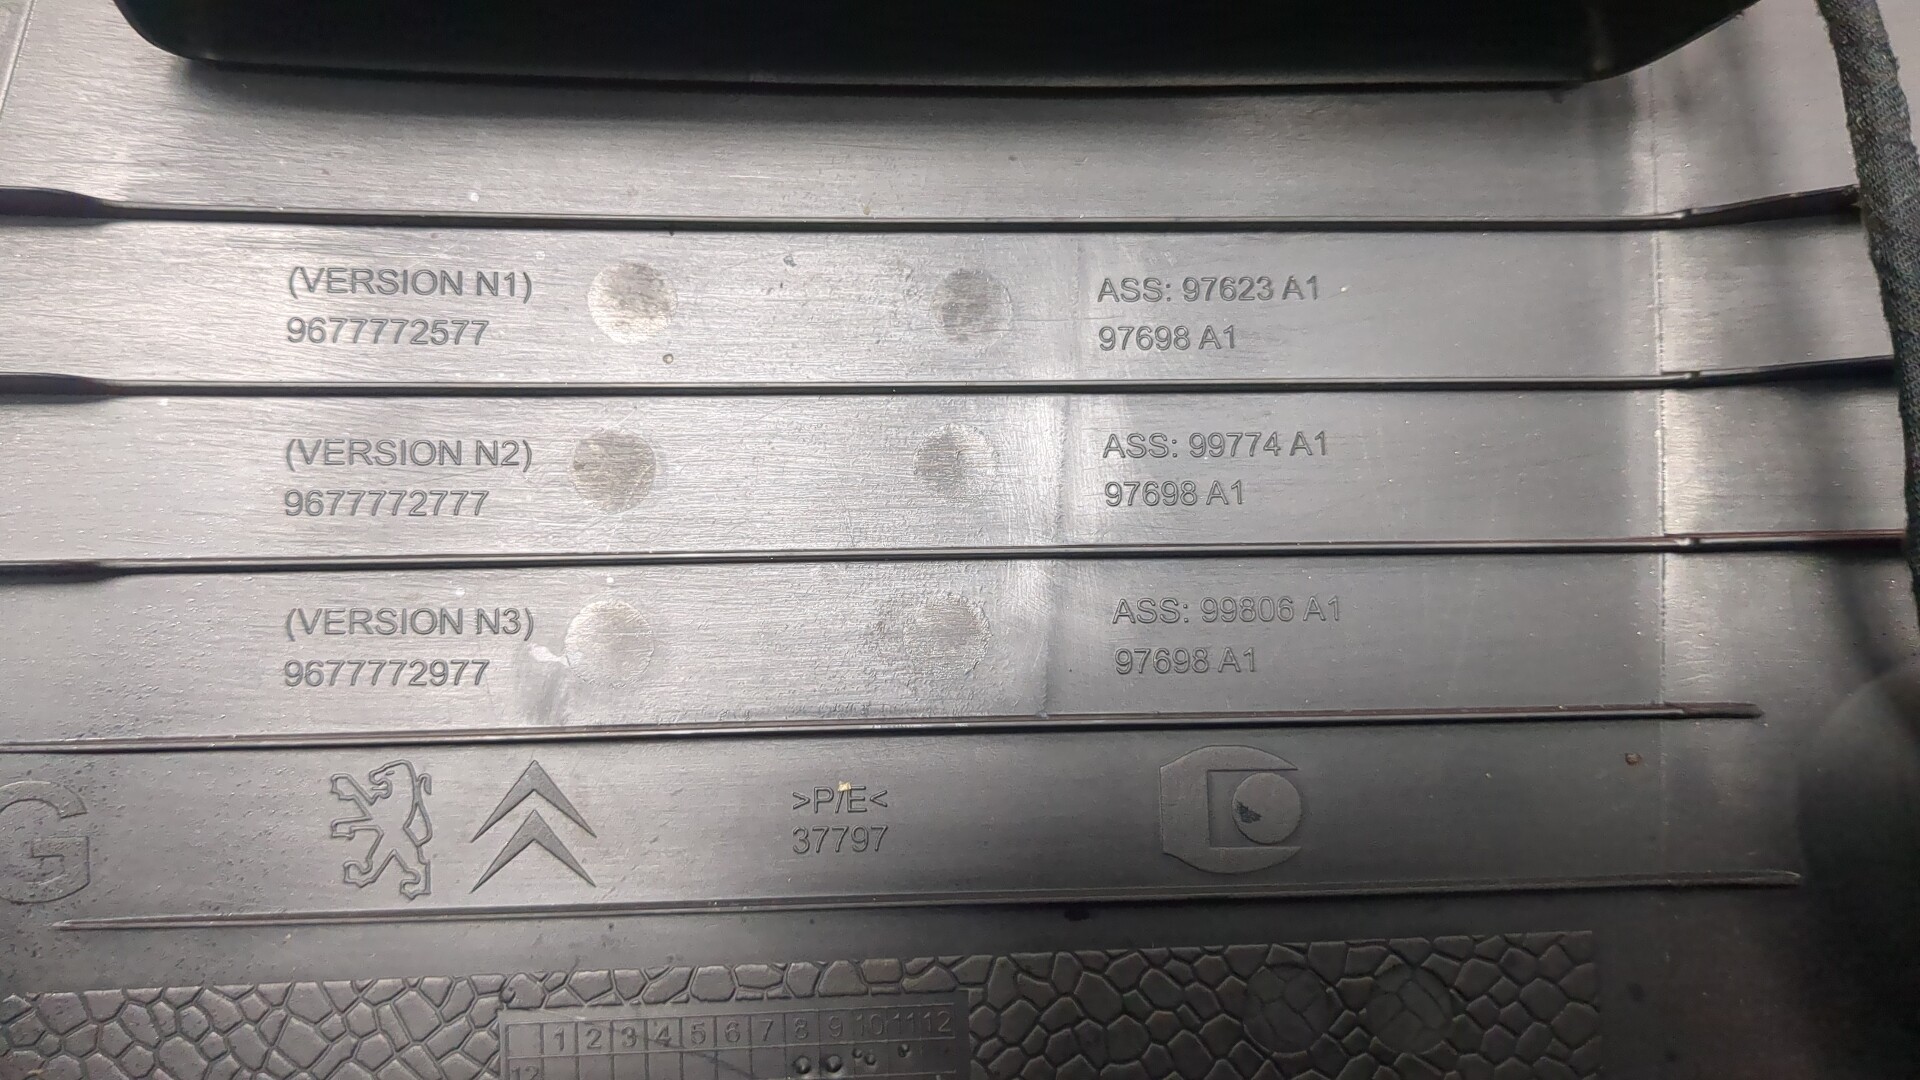 (VERSION N1)
9677772577
ASS: 97623 A1
97698 A1
(VERSION N2)
9677772777
ASS: 99774 A1
97698 A1
(VERSION N3)
9677772977
ASS: 99806 A1
97698 A1
G
>P/E<
37797
1 2 3 4 5 6 7 8 9 10 11 12
12